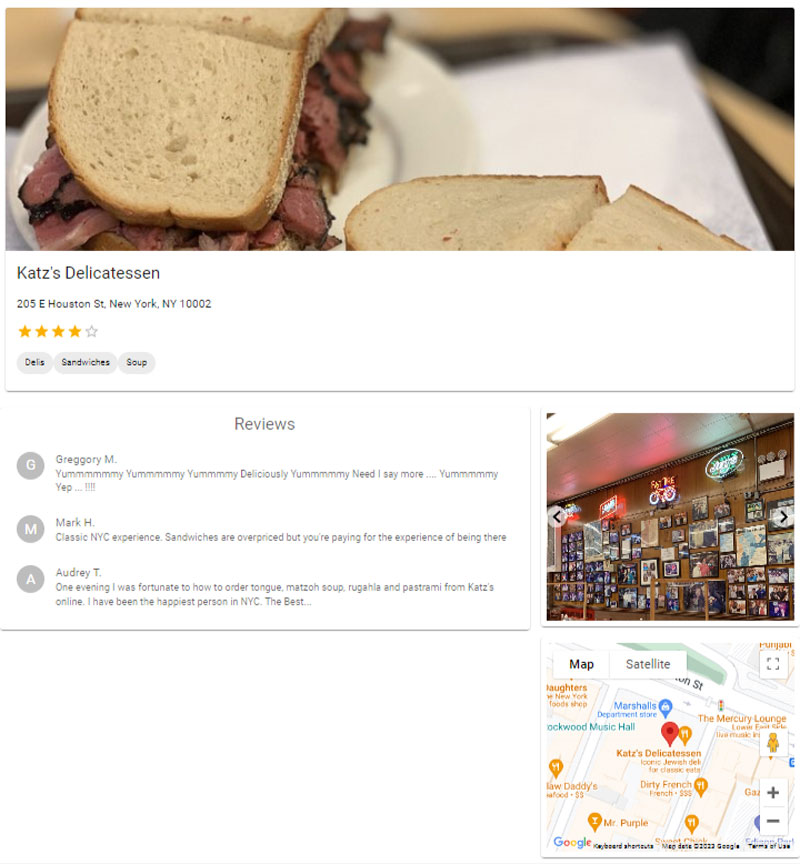 Katz's Delicatessen
205 E Houston St, New York, NY 10002
Delis Sandwiches Soup
Reviews
G
Greggory M.
Yummmmmmy Yummmmmy Yummmmy Deliciously Yummmmmy Need I say more .... Yummmmmy
Yep ... !!!!
M
Mark H.
Classic NYC experience. Sandwiches are overpriced but you're paying for the experience of being there
A
Audrey T.
One evening I was fortunate to how to order tongue, matzoh soup, rugahla and pastrami from Katz's
online. I have been the happiest person in NYC. The Best...
Punjabi
Map Satellite
on St
Daughters
he New York
foods shop
Marshalls
Department store
The Mercury Lounge
Lower East Side
live music in
ockwood Music Hall
Katz's Delicatessen
Iconic Jewish deli
for classic eats
law Daddy's
eafood • $$
Dirty French
French • $$$
Gaz
Mr. Purple
Google
Keyboard shortcuts Map data ©2023 Google Terms of Use